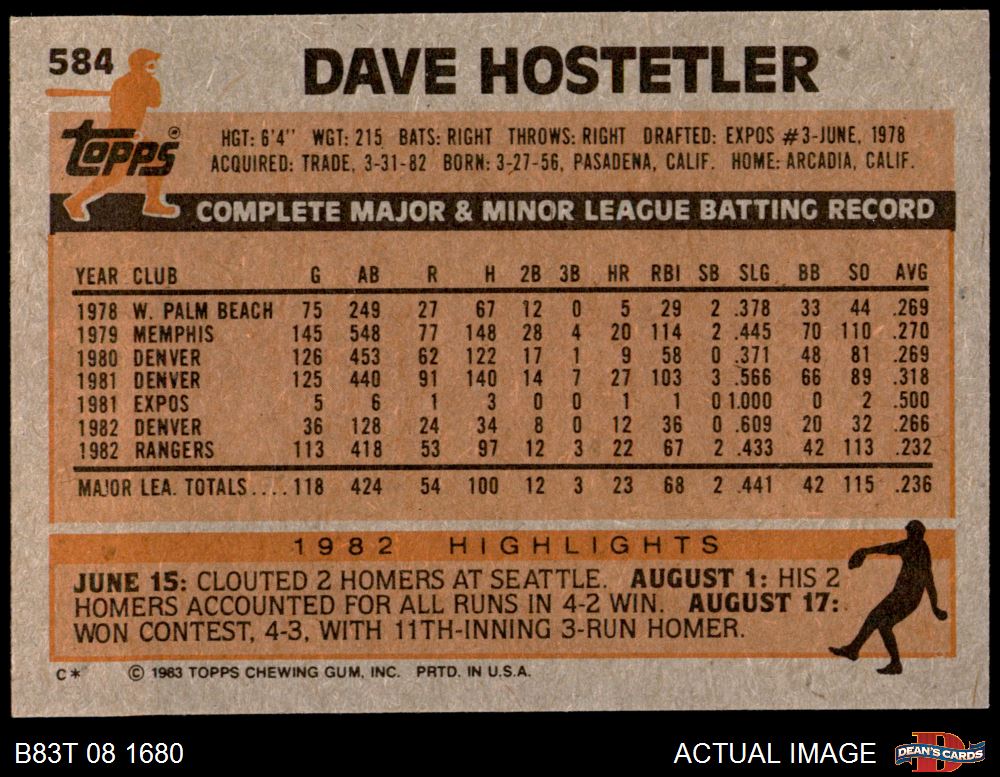 584
DAVE HOSTETLER
topps®
HGT: 6'4" WGT: 215 BATS: RIGHT THROWS: RIGHT DRAFTED: EXPOS #3-JUNE, 1978
ACQUIRED: TRADE, 3-31-82 BORN: 3-27-56, PASADENA, CALIF. HOME: ARCADIA, CALIF.
COMPLETE MAJOR & MINOR LEAGUE BATTING RECORD
YEAR CLUB G AB R H 2B 3B HR RBI SB SLG BB SO AVG
1978 W. PALM BEACH 75 249 27 67 12 0 5 29 2 .378 33 44 .269
1979 MEMPHIS 145 548 77 148 28 4 20 114 2 .445 70 110 .270
1980 DENVER 126 453 62 122 17 1 9 58 0 .371 48 81 .269
1981 DENVER 125 440 91 140 14 7 27 103 3 .566 66 89 .318
1981 EXPOS 5 6 1 3 0 0 1 1 0 1.000 0 2 .500
1982 DENVER 36 128 24 34 8 0 12 36 0 .609 20 32 .266
1982 RANGERS 113 418 53 97 12 3 22 67 2 .433 42 113 .232
MAJOR LEA. TOTALS.... 118 424 54 100 12 3 23 68 2 .441 42 115 .236
1982 HIGHLIGHTS
JUNE 15: CLOUTED 2 HOMERS AT SEATTLE. AUGUST 1: HIS 2
HOMERS ACCOUNTED FOR ALL RUNS IN 4-2 WIN. AUGUST 17:
WON CONTEST, 4-3, WITH 11TH-INNING 3-RUN HOMER.
C* © 1983 TOPPS CHEWING GUM, INC. PRTD. IN U.S.A.
B83T 08 1680 ACTUAL IMAGE DEAN'S CARDS